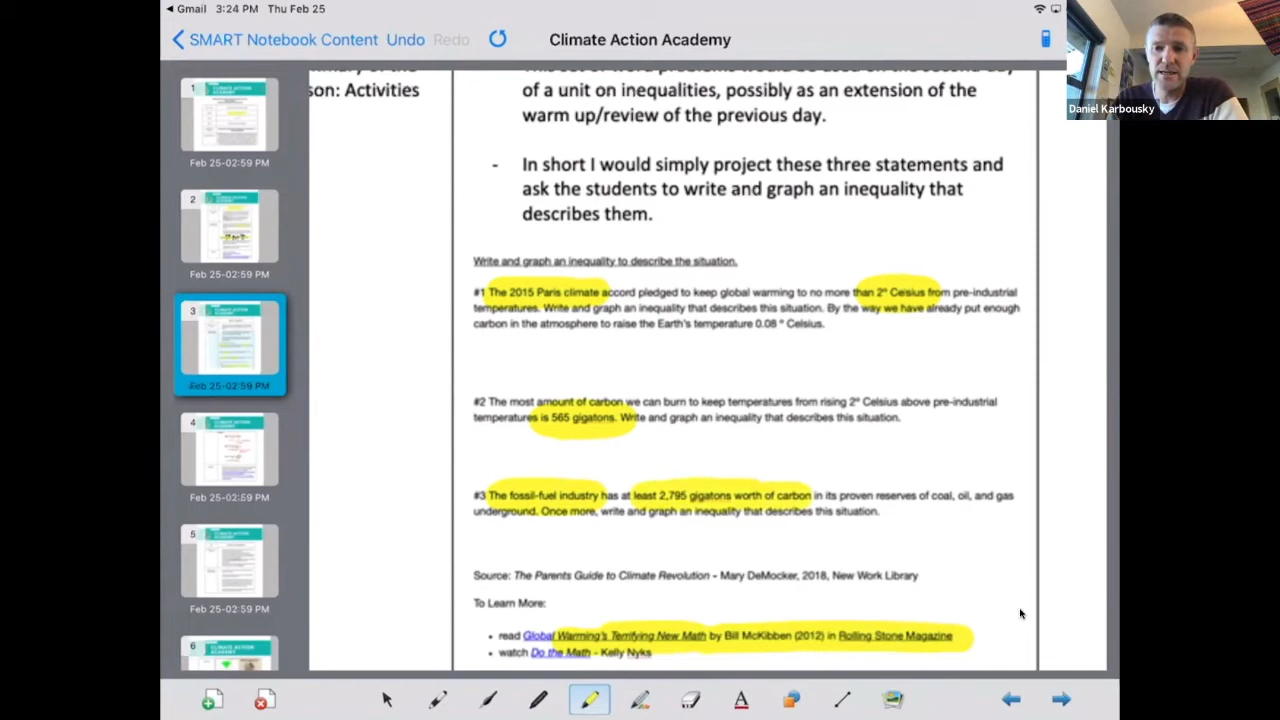 Gmail 3:24 PM Thu Feb 25
SMART Notebook Content Undo Redo
Climate Action Academy
Daniel Karbousky
1
Feb 25-02:59 PM
2
Feb 25-02:59 PM
3
Feb 25-02:59 PM
4
Feb 25-02:59 PM
5
Feb 25-02:59 PM
6
son: Activities
of a unit on inequalities, possibly as an extension of the
warm up/review of the previous day.
- In short I would simply project these three statements and
ask the students to write and graph an inequality that
describes them.
Write and graph an inequality to describe the situation.
#1 The 2015 Paris climate accord pledged to keep global warming to no more than 2° Celsius from pre-industrial
temperatures. Write and graph an inequality that describes this situation. By the way we have already put enough
carbon in the atmosphere to raise the Earth's temperature 0.08 ° Celsius.
#2 The most amount of carbon we can burn to keep temperatures from rising 2° Celsius above pre-industrial
temperatures is 565 gigatons. Write and graph an inequality that describes this situation.
#3 The fossil-fuel industry has at least 2,795 gigatons worth of carbon in its proven reserves of coal, oil, and gas
underground. Once more, write and graph an inequality that describes this situation.
Source: The Parents Guide to Climate Revolution - Mary DeMocker, 2018, New Work Library
To Learn More:
• read Global Warming's Terrifying New Math by Bill McKibben (2012) in Rolling Stone Magazine
• watch Do the Math - Kelly Nyks
A